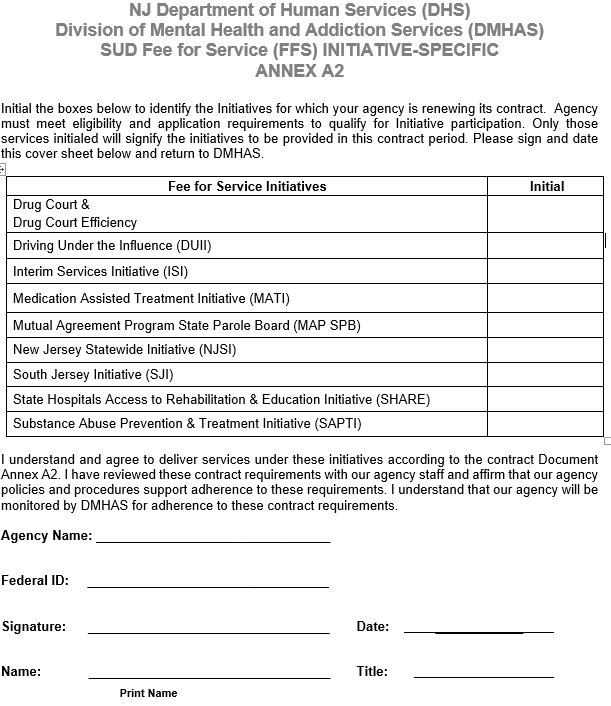 NJ Department of Human Services (DHS)
Division of Mental Health and Addiction Services (DMHAS)
SUD Fee for Service (FFS) INITIATIVE-SPECIFIC
ANNEX A2
Initial the boxes below to identify the Initiatives for which your agency is renewing its contract. Agency
must meet eligibility and application requirements to qualify for Initiative participation. Only those
services initialed will signify the initiatives to be provided in this contract period. Please sign and date
this cover sheet below and return to DMHAS.
Fee for Service Initiatives Initial
Drug Court &
Drug Court Efficiency
Driving Under the Influence (DUII)
Interim Services Initiative (ISI)
Medication Assisted Treatment Initiative (MATI)
Mutual Agreement Program State Parole Board (MAP SPB)
New Jersey Statewide Initiative (NJSI)
South Jersey Initiative (SJI)
State Hospitals Access to Rehabilitation & Education Initiative (SHARE)
Substance Abuse Prevention & Treatment Initiative (SAPTI)
I understand and agree to deliver services under these initiatives according to the contract Document
Annex A2. I have reviewed these contract requirements with our agency staff and affirm that our agency
policies and procedures support adherence to these requirements. I understand that our agency will be
monitored by DMHAS for adherence to these contract requirements.
Agency Name:
Federal ID:
Signature: Date:
Name: Title:
Print Name